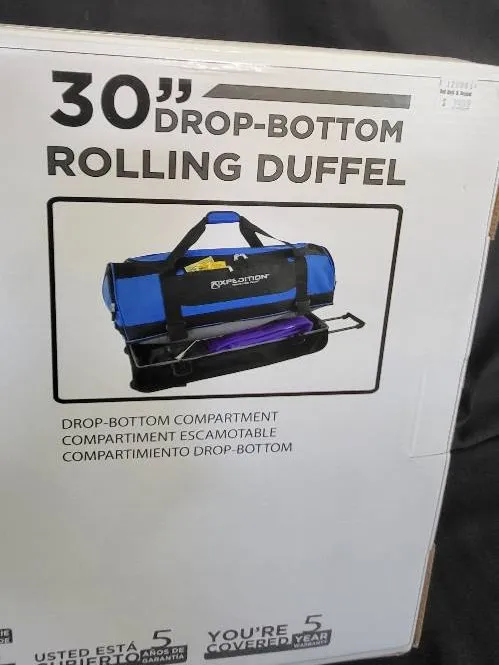 30"
DROP-BOTTOM
ROLLING DUFFEL
XPEDITION
DROP-BOTTOM COMPARTMENT
COMPARTIMENT ESCAMOTABLE
COMPARTIMIENTO DROP-BOTTOM
USTED ESTÁ
CUBIERTO
5
AÑOS DE
GARANTÍA
YOU'RE
COVERED
5
YEAR
WARRANTY